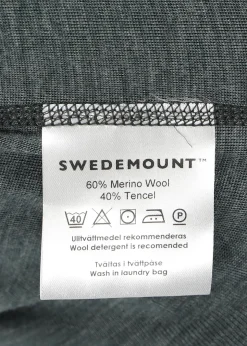 SWEDEMOUNT™
60% Merino Wool
40% Tencel
40 P
Ulltvättmedel rekommenderas
Wool detergent is recomended
Tvättas i tvättpåse
Wash in laundry bag